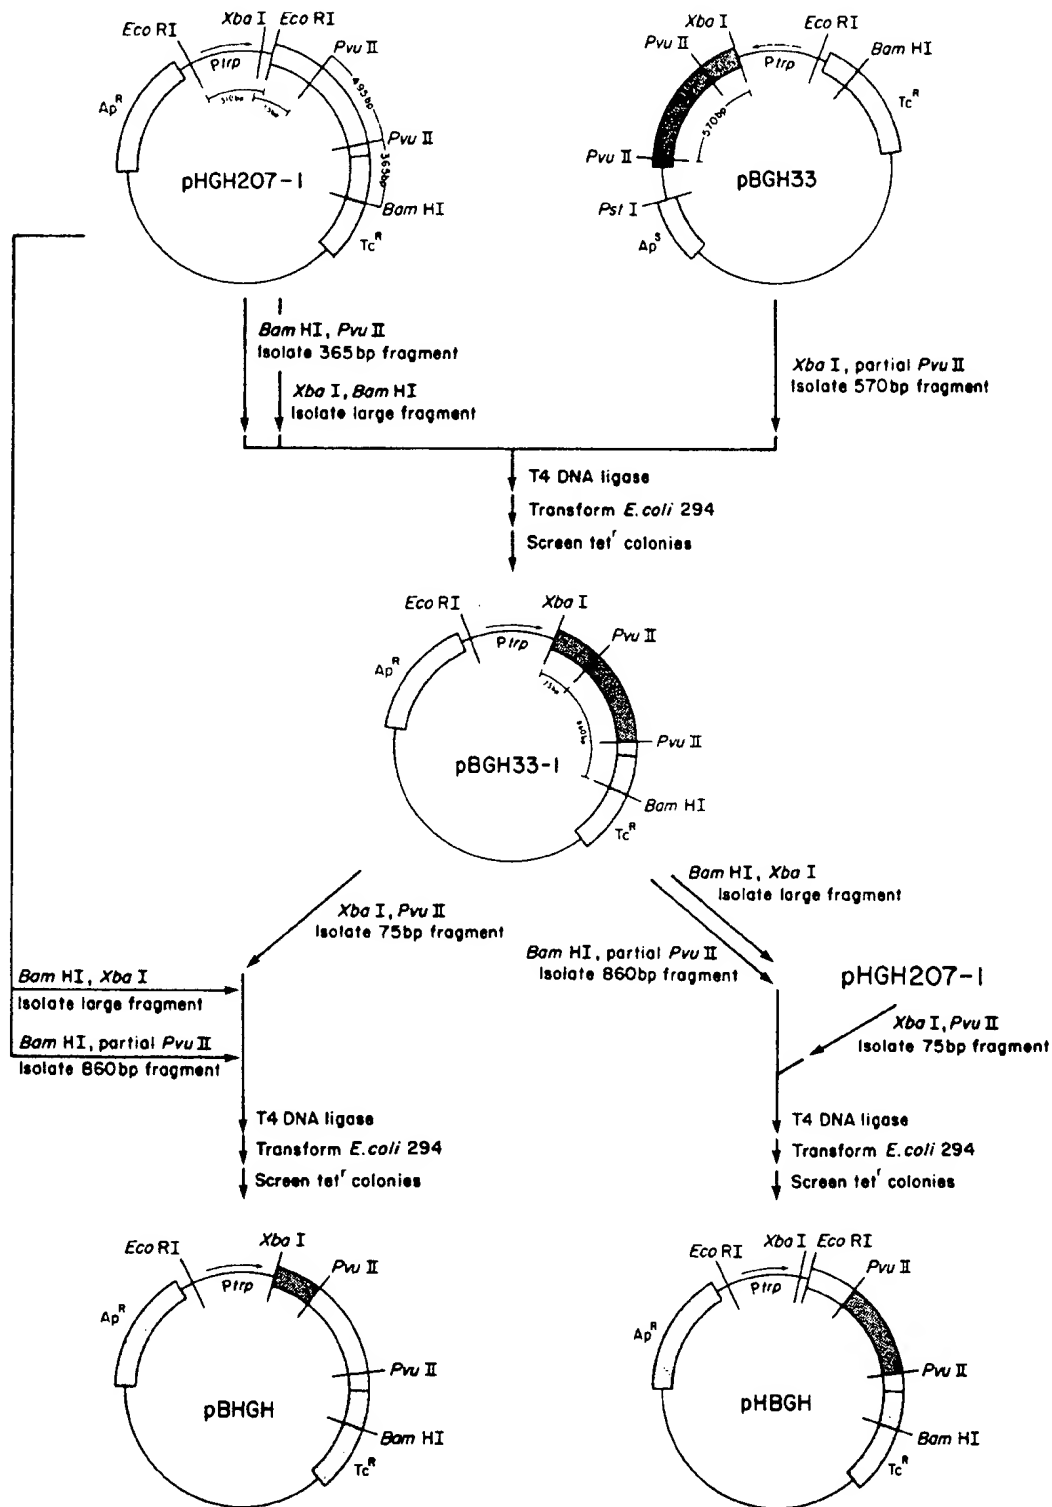 Eco RI
Xba I
Eco RI
Pvu II
Ptrp
Ap^R
310bp
75bp
495bp
Pvu II
365bp
pHGH207-1
Bam HI
Tc^R
Xba I
Pvu II
Eco RI
Bam HI
Ptrp
Tc^R
570bp
Pvu II
pBGH33
Pst I
Ap^S
Bam HI, Pvu II
Isolate 365bp fragment
Xba I, Bam HI
Isolate large fragment
Xba I, partial Pvu II
Isolate 570bp fragment
T4 DNA ligase
Transform E.coli 294
Screen tet^r colonies
Eco RI
Xba I
Ptrp
Pvu II
Ap^R
75bp
860bp
Pvu II
pBGH33-1
Bam HI
Tc^R
Xba I, Pvu II
Isolate 75bp fragment
Bam HI, Xba I
Isolate large fragment
Bam HI, partial Pvu II
Isolate 860bp fragment
Bam HI, Xba I
Isolate large fragment
pHGH207-1
Xba I, Pvu II
Isolate 75bp fragment
Bam HI, partial Pvu II
Isolate 860bp fragment
T4 DNA ligase
Transform E.coli 294
Screen tet^r colonies
T4 DNA ligase
Transform E.coli 294
Screen tet^r colonies
Eco RI
Xba I
Pvu II
Ptrp
Ap^R
Pvu II
pBHGH
Bam HI
Tc^R
Eco RI
Xba I
Eco RI
Pvu II
Ptrp
Ap^R
Pvu II
pHBGH
Bam HI
Tc^R